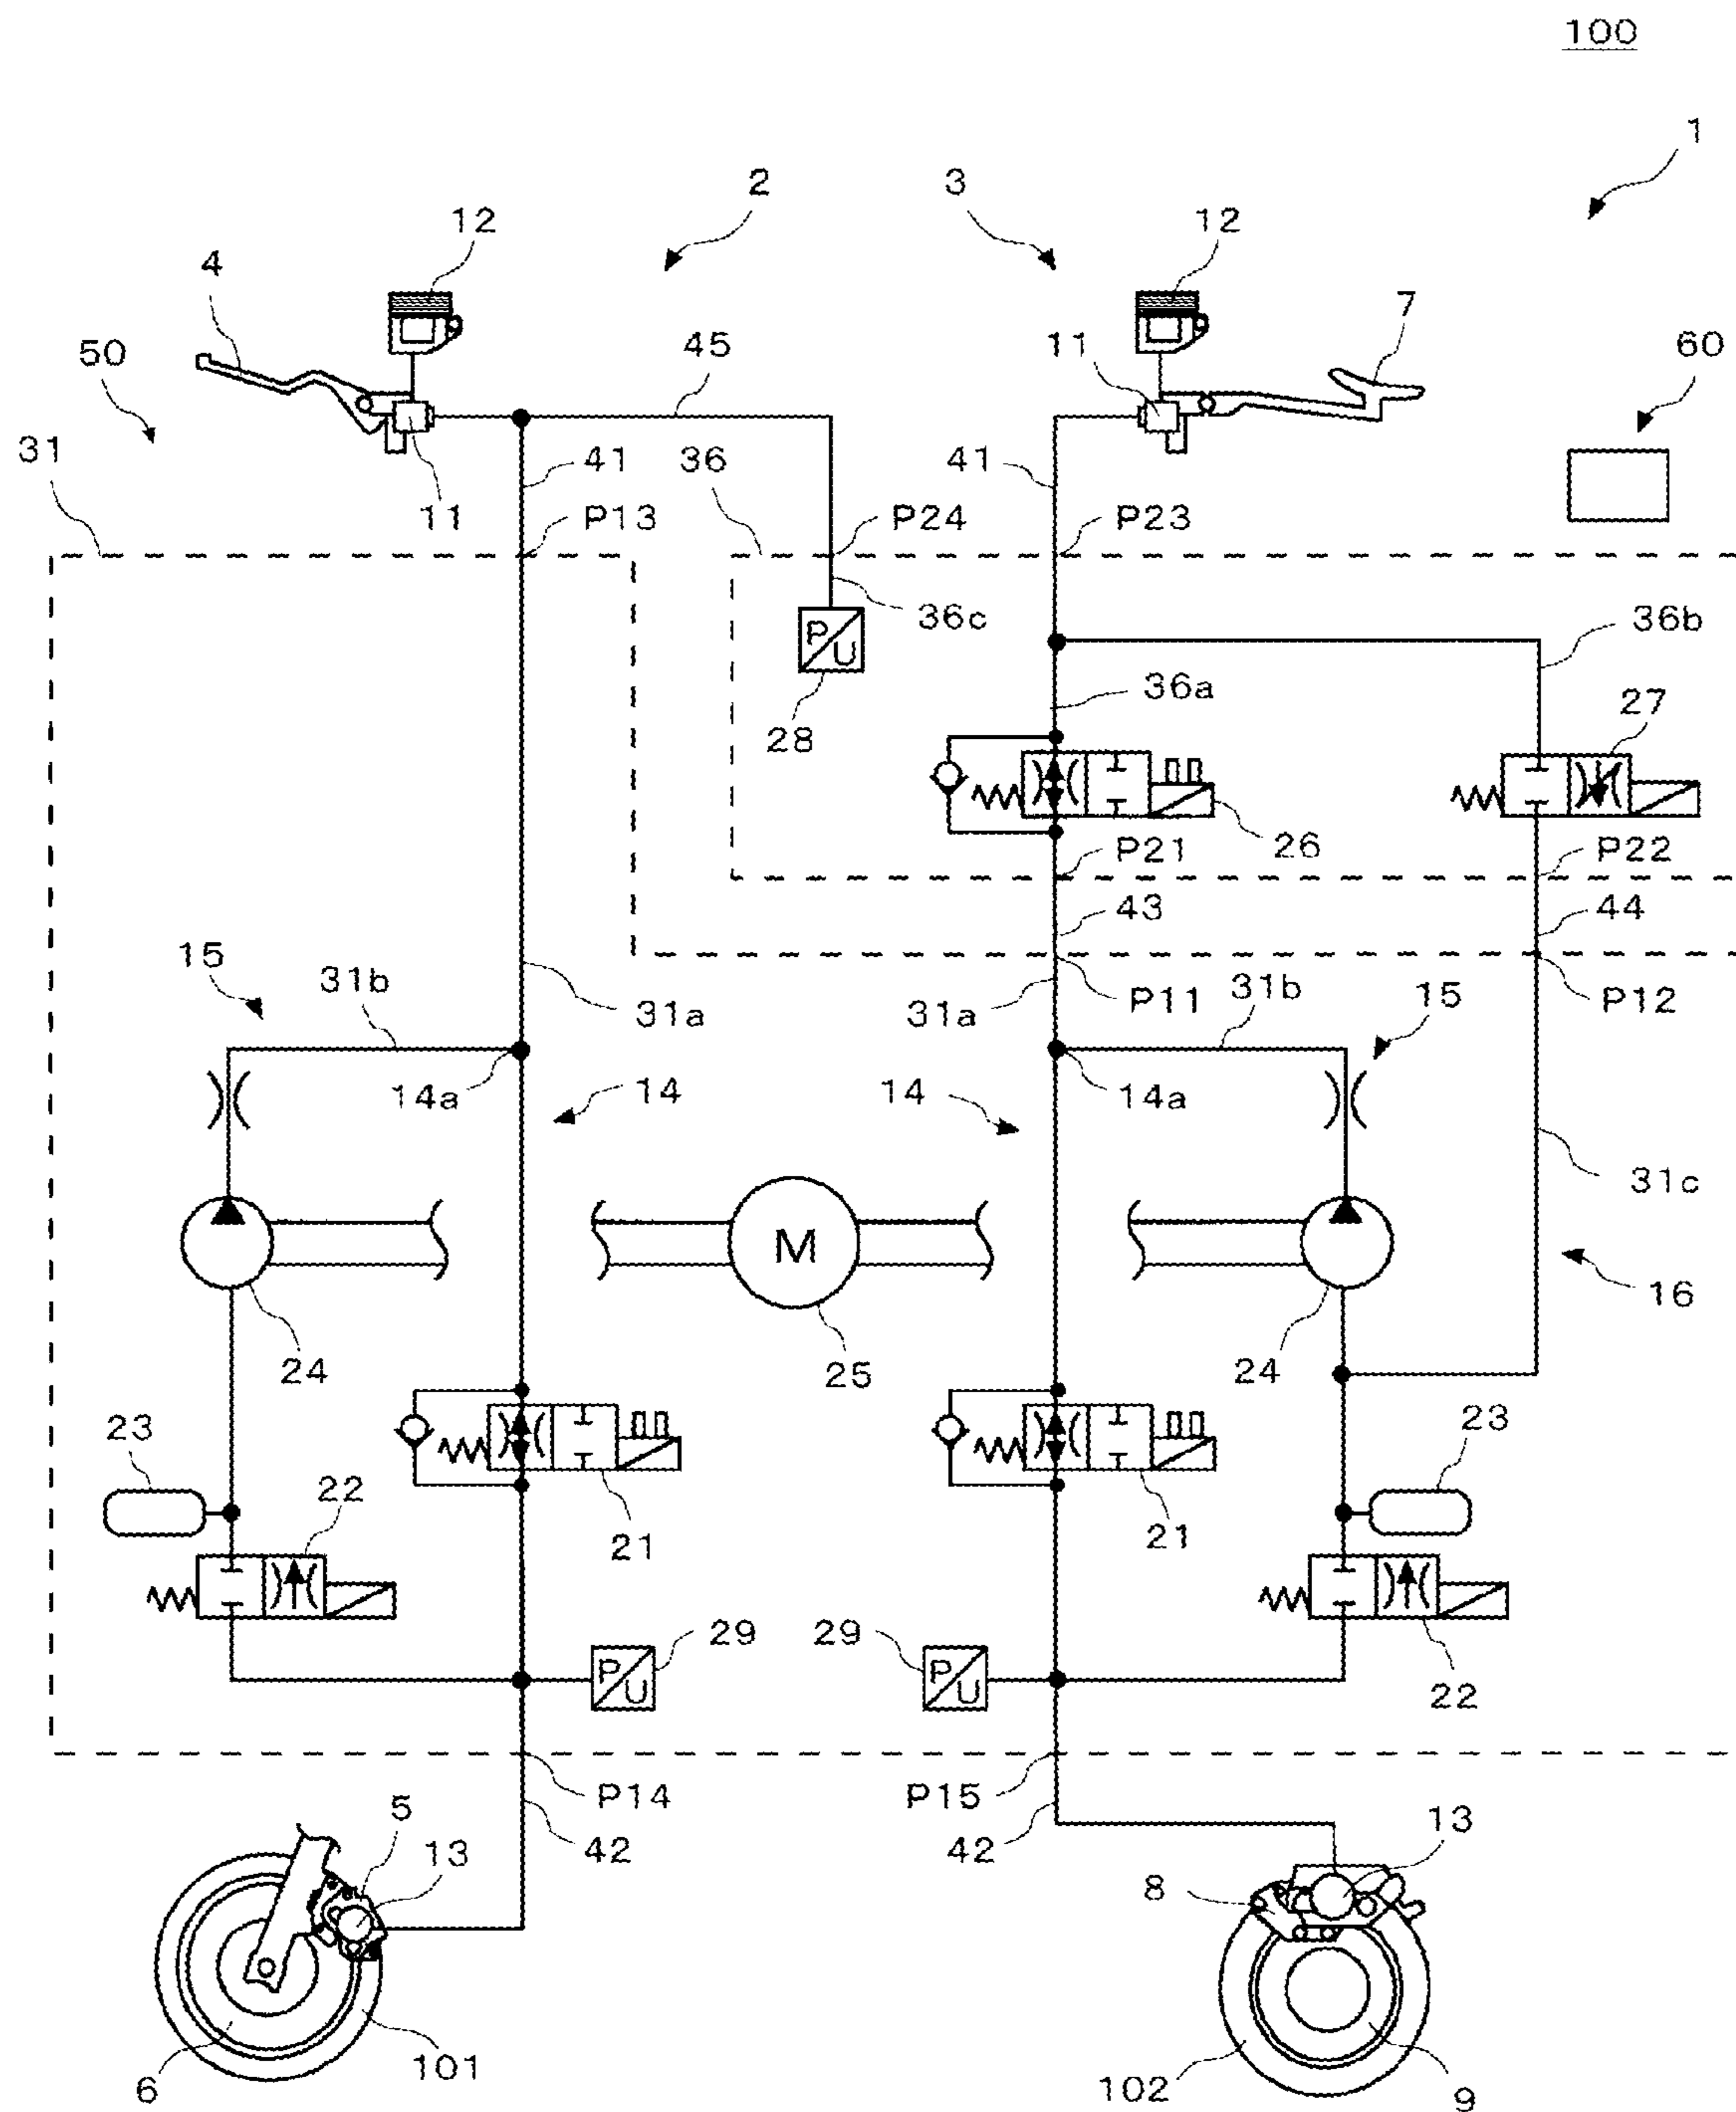 100
1
2 3
12 12
4 7
50 45 11 60
31 41 36 41
11 P13 P24 P23
36c 36b
P
U
36a 27
28
26
P21 P22
43 44
15 31b 31a 31a P11 31b 15 P12
14a 14 14 14a
31c
M
16
24 25 24
23 22 23
21 21
29 29
P
U
P
U
22
P14 P15
5 13 42 42 13
8
6 101 102 9